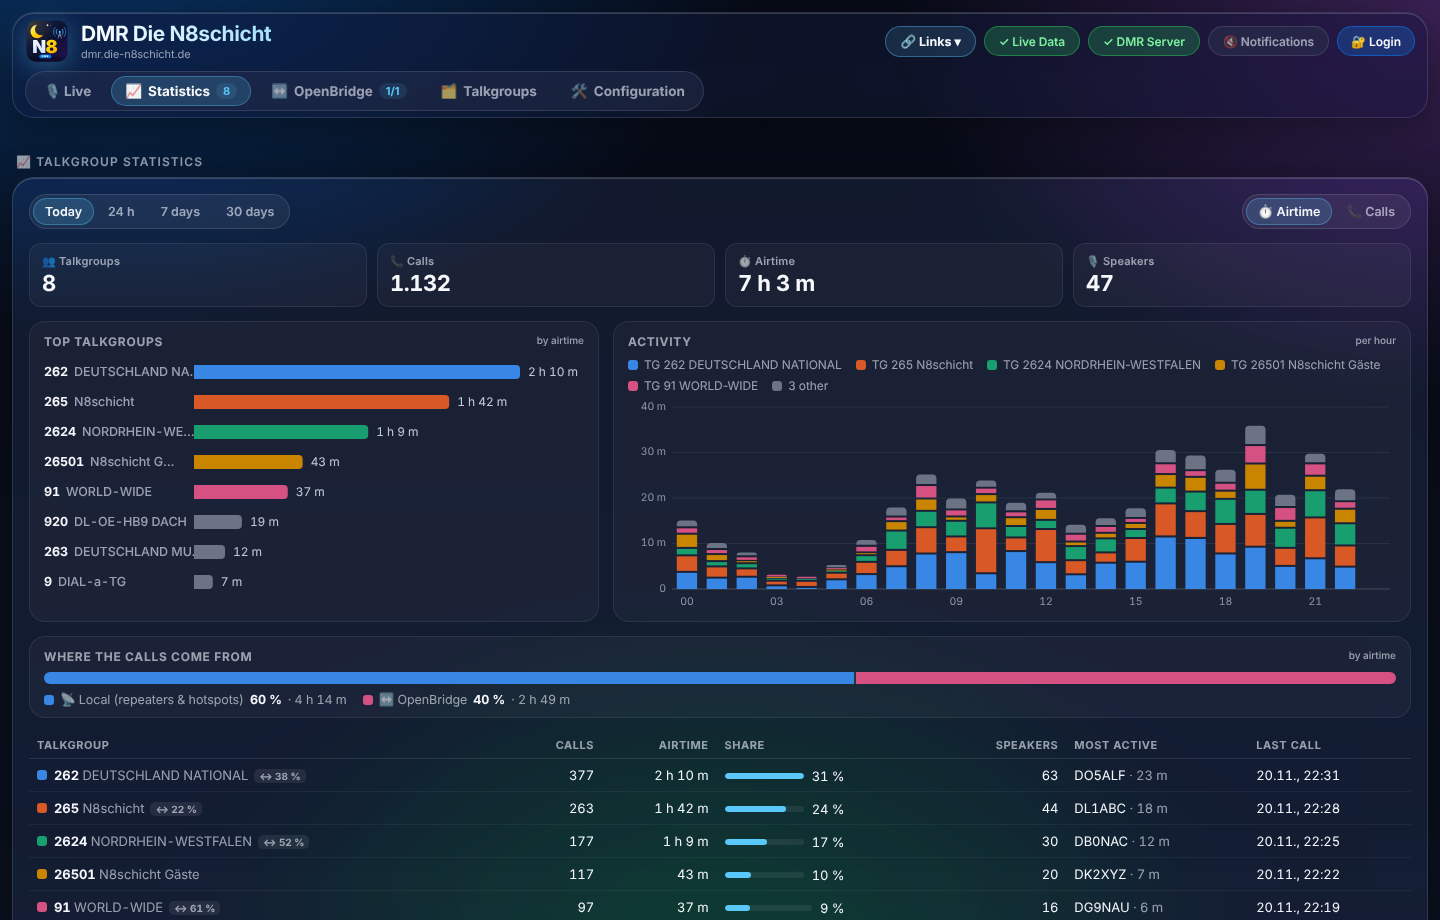 N8
DMR Die N8schicht
dmr.die-n8schicht.de
Links ▾
✓ Live Data
✓ DMR Server
Notifications
Login
Live
Statistics 8
OpenBridge 1/1
Talkgroups
Configuration
TALKGROUP STATISTICS
Today
24 h
7 days
30 days
Airtime
Calls
Talkgroups
8
Calls
1.132
Airtime
7 h 3 m
Speakers
47
TOP TALKGROUPS
by airtime
262 DEUTSCHLAND NA... 2 h 10 m
265 N8schicht 1 h 42 m
2624 NORDRHEIN-WE... 1 h 9 m
26501 N8schicht G... 43 m
91 WORLD-WIDE 37 m
920 DL-OE-HB9 DACH 19 m
263 DEUTSCHLAND MU... 12 m
9 DIAL-a-TG 7 m
ACTIVITY
per hour
TG 262 DEUTSCHLAND NATIONAL TG 265 N8schicht TG 2624 NORDRHEIN-WESTFALEN TG 26501 N8schicht Gäste
TG 91 WORLD-WIDE 3 other
40 m
30 m
20 m
10 m
0
00 03 06 09 12 15 18 21
WHERE THE CALLS COME FROM
by airtime
Local (repeaters & hotspots) 60 % · 4 h 14 m OpenBridge 40 % · 2 h 49 m
TALKGROUP CALLS AIRTIME SHARE SPEAKERS MOST ACTIVE LAST CALL
262 DEUTSCHLAND NATIONAL ↔ 38 % 377 2 h 10 m 31 % 63 DO5ALF · 23 m 20.11., 22:31
265 N8schicht ↔ 22 % 263 1 h 42 m 24 % 44 DL1ABC · 18 m 20.11., 22:28
2624 NORDRHEIN-WESTFALEN ↔ 52 % 177 1 h 9 m 17 % 30 DB0NAC · 12 m 20.11., 22:25
26501 N8schicht Gäste 117 43 m 10 % 20 DK2XYZ · 7 m 20.11., 22:22
91 WORLD-WIDE ↔ 61 % 97 37 m 9 % 16 DG9NAU · 6 m 20.11., 22:19